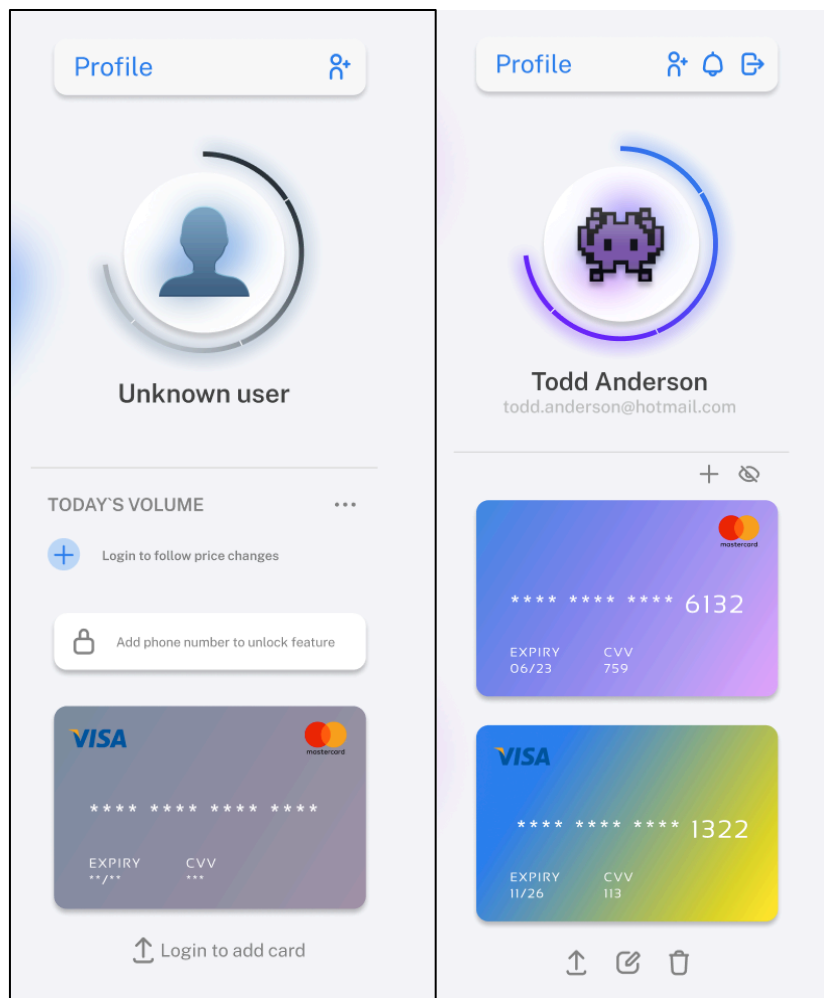 Profile
Unknown user
TODAY`S VOLUME
Login to follow price changes
Add phone number to unlock feature
VISA
mastercard
**** **** **** ****
EXPIRY CVV
**/** ***
Login to add card
Profile
Todd Anderson
todd.anderson@hotmail.com
mastercard
**** **** **** 6132
EXPIRY CVV
06/23 759
VISA
**** **** **** 1322
EXPIRY CVV
11/26 113